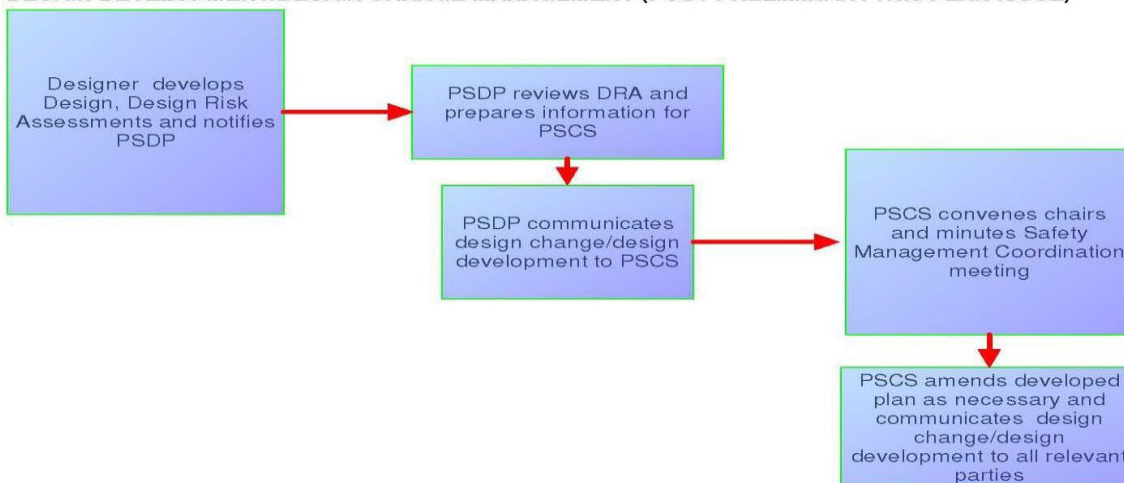 Designer develops
Design, Design Risk
Assessments and notifies
PSDP
PSDP reviews DRA and
prepares information for
PSCS
PSDP communicates
design change/design
development to PSCS
PSCS convenes chairs
and minutes Safety
Management Coordination
meeting
PSCS amends developed
plan as necessary and
communicates design
change/design
development to all relevant
parties